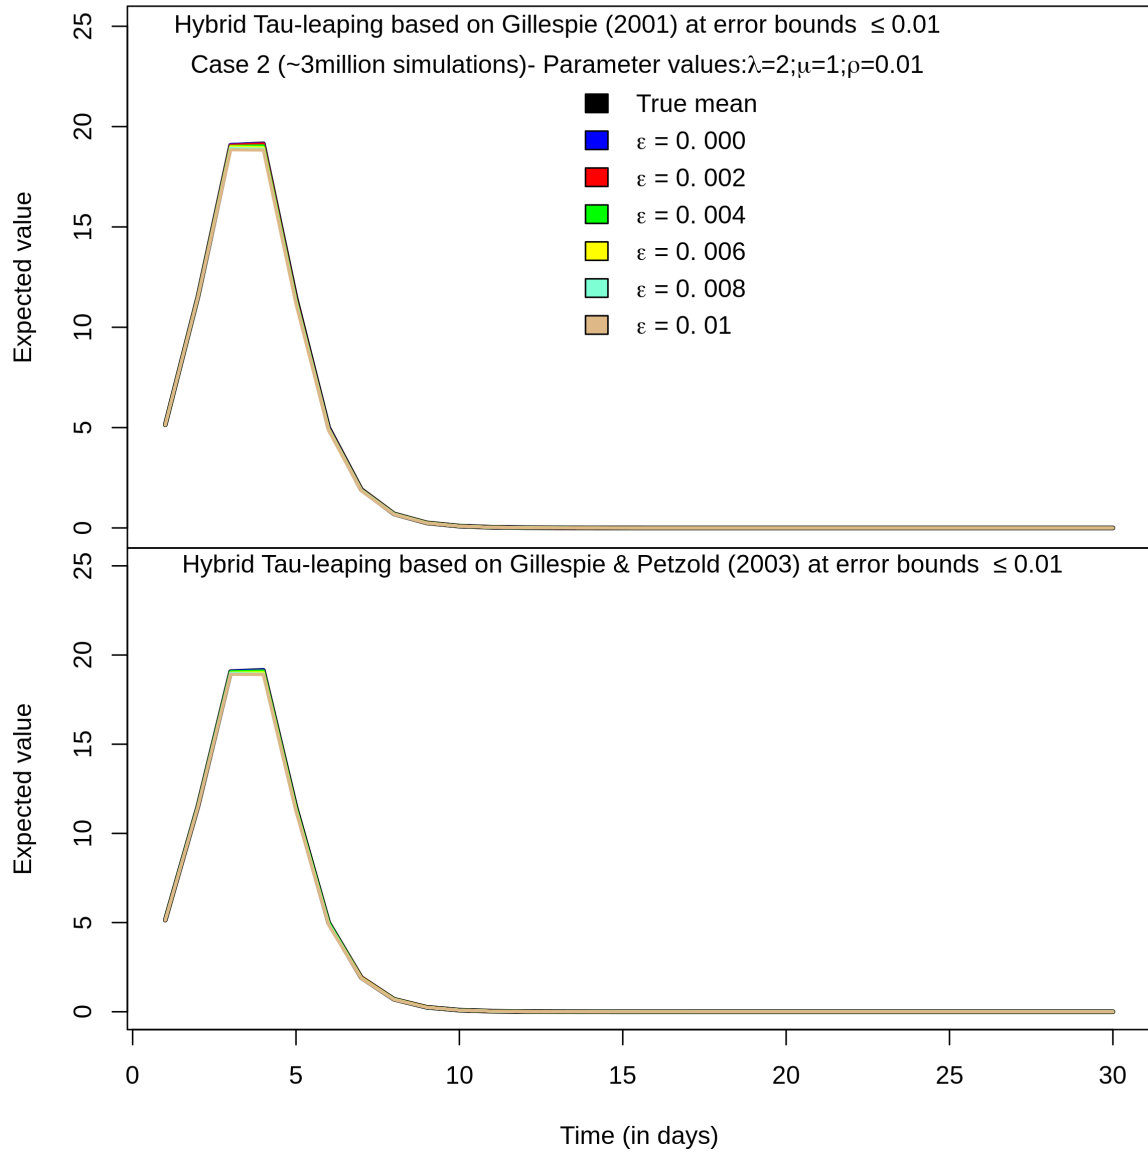 Hybrid Tau-leaping based on Gillespie (2001) at error bounds ≤ 0.01
Case 2 (~3million simulations)- Parameter values:λ=2;μ=1;ρ=0.01
True mean
ε = 0. 000
ε = 0. 002
ε = 0. 004
ε = 0. 006
ε = 0. 008
ε = 0. 01
25
20
15
10
5
0
Expected value
Hybrid Tau-leaping based on Gillespie & Petzold (2003) at error bounds ≤ 0.01
25
20
15
10
5
0
Expected value
0 5 10 15 20 25 30
Time (in days)